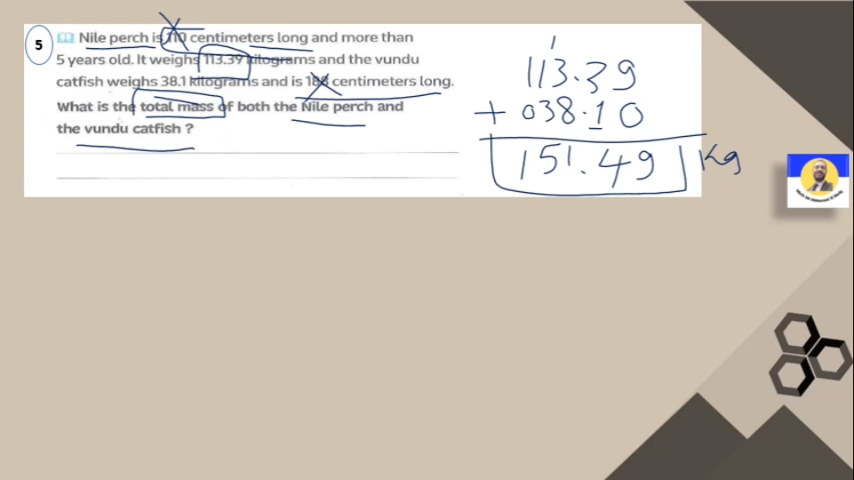 5 Nile perch is 110 centimeters long and more than
5 years old. It weighs 113.39 kilograms and the vundu
catfish weighs 38.1 kilograms and is 188 centimeters long.
What is the total mass of both the Nile perch and
the vundu catfish ?
1
113.39
+ 038.10
151.49 Kg